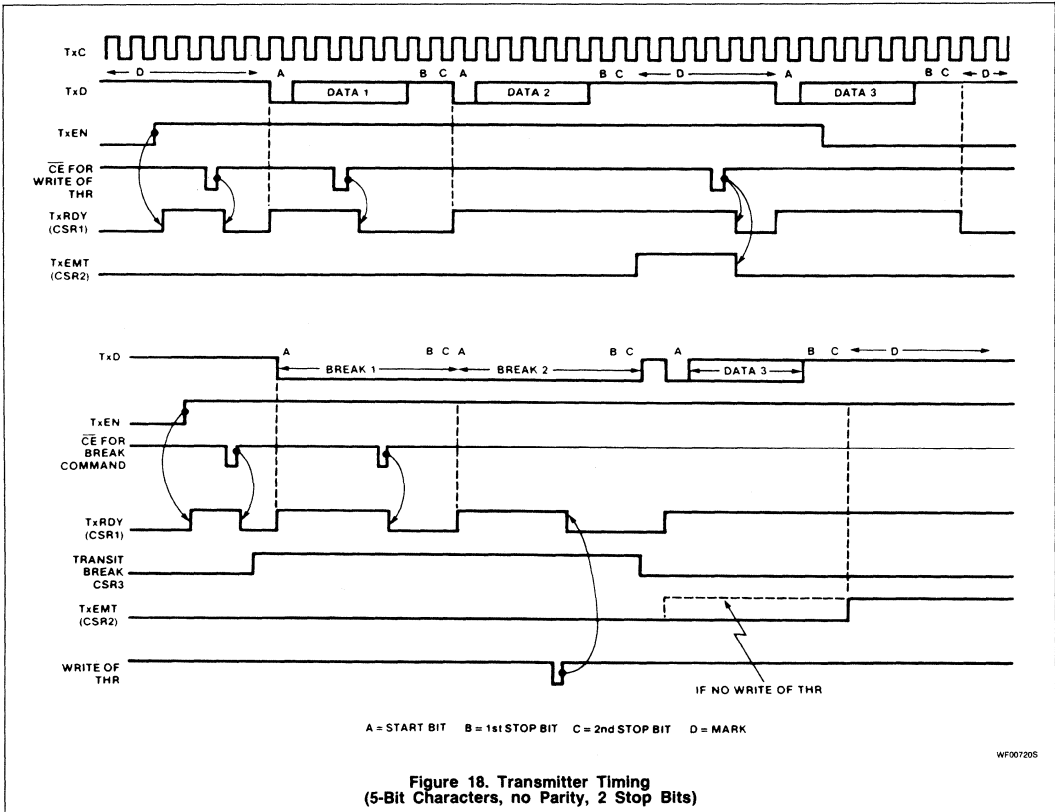 TxC
D
A
B C A
B C
D
A
B C
D
TxD
DATA 1
DATA 2
DATA 3
TxEN
CE FOR
WRITE OF
THR
TxRDY
(CSR1)
TxEMT
(CSR2)
TxD
A
B C A
B C
A
B C
D
BREAK 1
BREAK 2
DATA 3
TxEN
CE FOR
BREAK
COMMAND
TxRDY
(CSR1)
TRANSIT
BREAK
CSR3
TxEMT
(CSR2)
WRITE OF
THR
IF NO WRITE OF THR
A = START BIT B = 1st STOP BIT C = 2nd STOP BIT D = MARK
WF00720S
Figure 18. Transmitter Timing
(5-Bit Characters, no Parity, 2 Stop Bits)